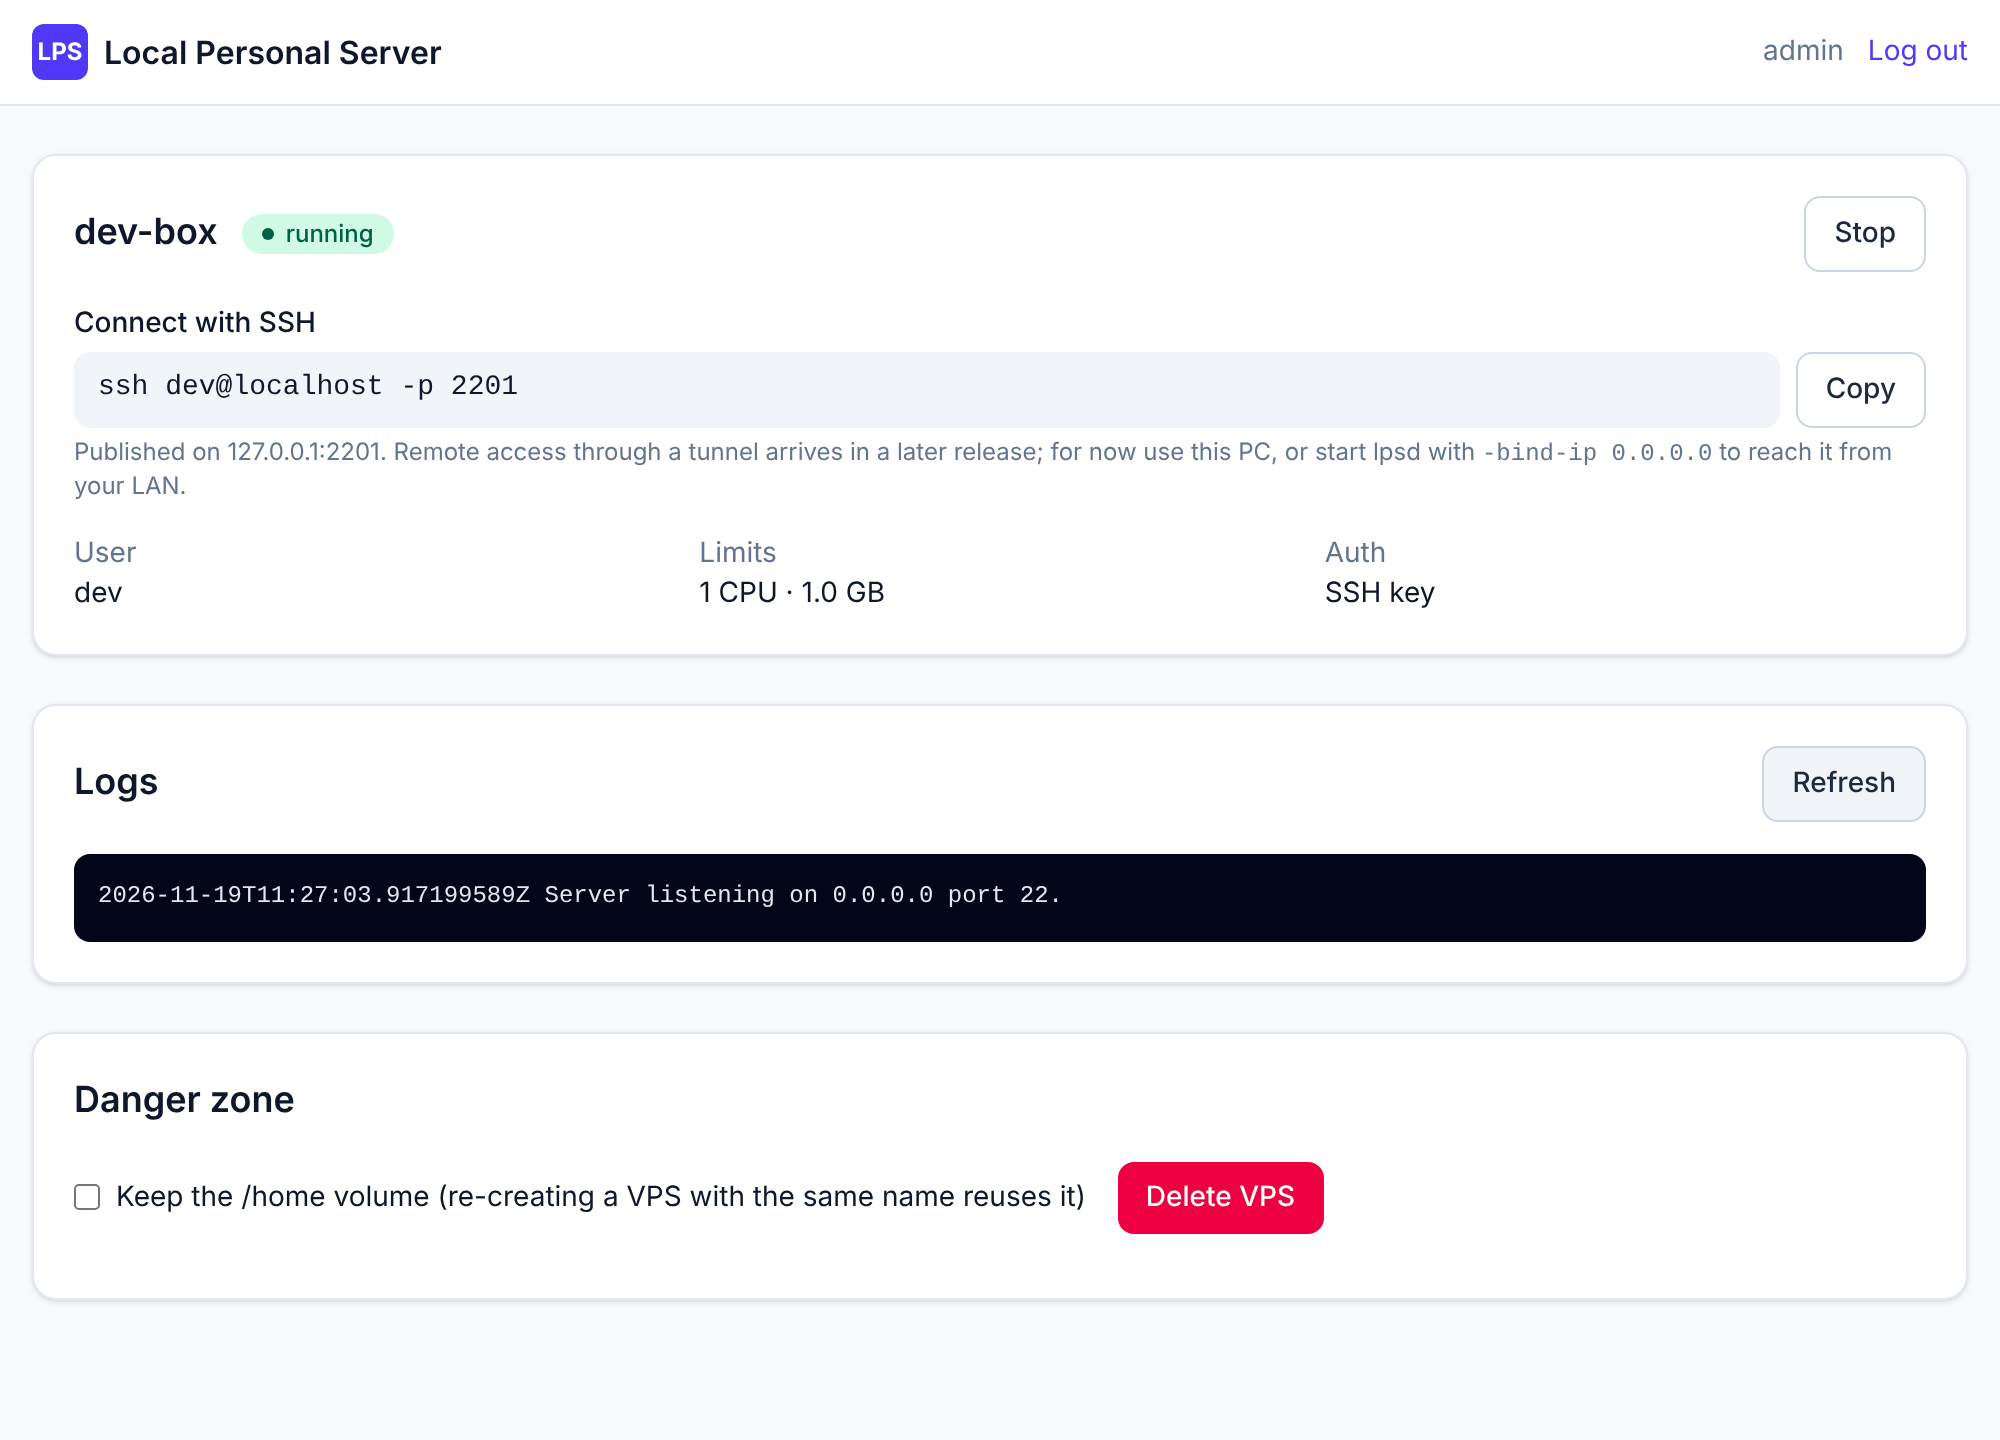 LPS Local Personal Server
admin Log out
dev-box running Stop
Connect with SSH
ssh dev@localhost -p 2201 Copy
Published on 127.0.0.1:2201. Remote access through a tunnel arrives in a later release; for now use this PC, or start lpsd with -bind-ip 0.0.0.0 to reach it from
your LAN.
User Limits Auth
dev 1 CPU · 1.0 GB SSH key
Logs Refresh
2026-11-19T11:27:03.917199589Z Server listening on 0.0.0.0 port 22.
Danger zone
Keep the /home volume (re-creating a VPS with the same name reuses it) Delete VPS